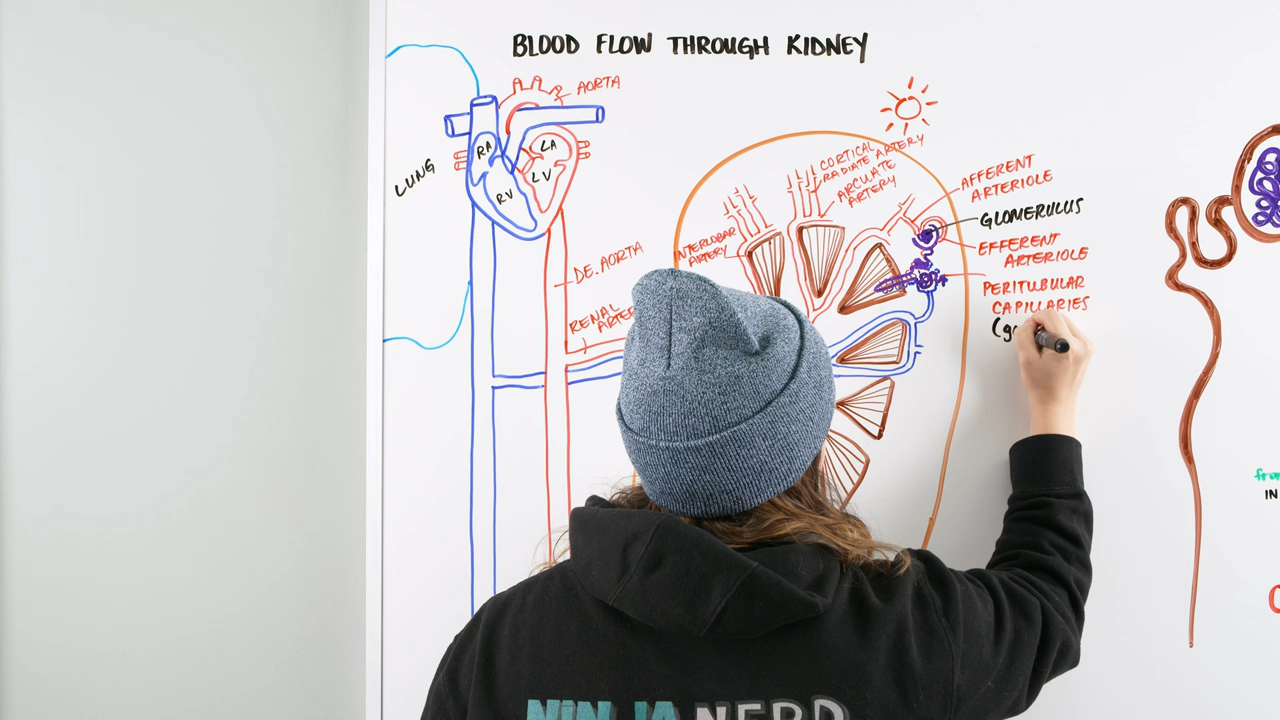 BLOOD FLOW THROUGH KIDNEY
AORTA
LUNG
RA
LA
RV
LV
DE. AORTA
RENAL
INTERLOBAR
ARTERY
CORTICAL
RADIATE ARTERY
ARCUATE
ARTERY
AFFERENT
ARTERIOLE
GLOMERULUS
EFFERENT
ARTERIOLE
PERITUBULAR
CAPILLARIES
IN
NINJA NERD